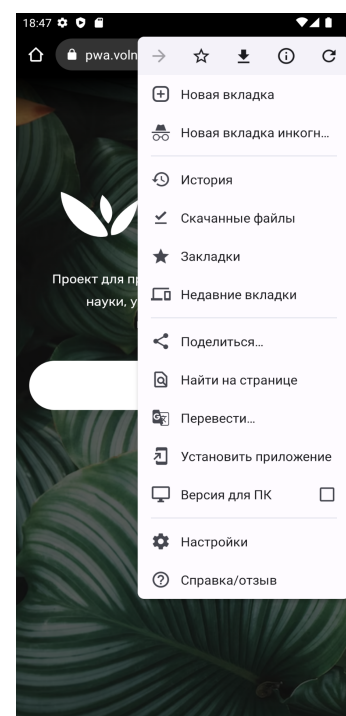 18:47
pwa.voln
Новая вкладка
Новая вкладка инкогн...
История
Скачанные файлы
Закладки
Недавние вкладки
Проект для пр
науки, у
Поделиться...
Найти на странице
Перевести...
Установить приложение
Версия для ПК
Настройки
Справка/отзыв